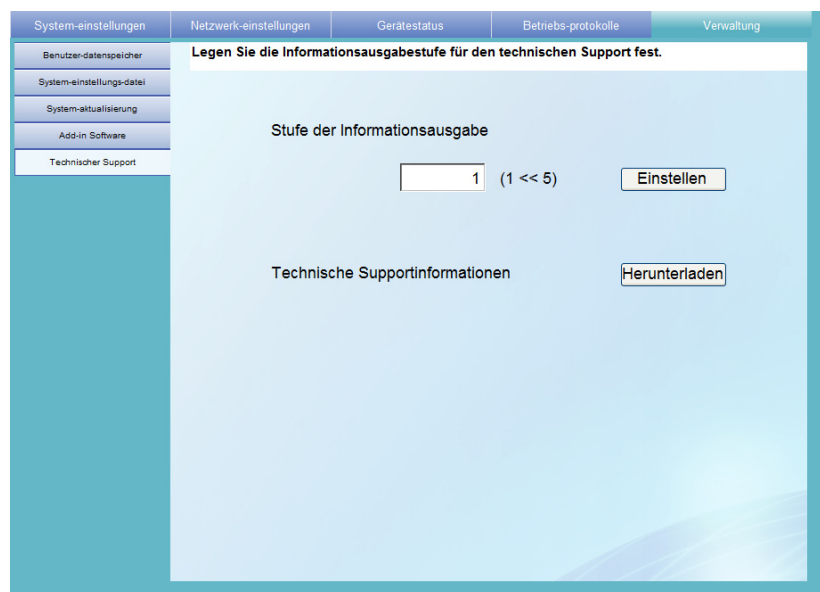 System-einstellungen Netzwerk-einstellungen Gerätestatus Betriebs-protokolle Verwaltung
Benutzer-datenspeicher
System-einstellungs-datei
System-aktualisierung
Add-in Software
Technischer Support
Legen Sie die Informationsausgabestufe für den technischen Support fest.
Stufe der Informationsausgabe
1 (1 << 5) Einstellen
Technische Supportinformationen Herunterladen